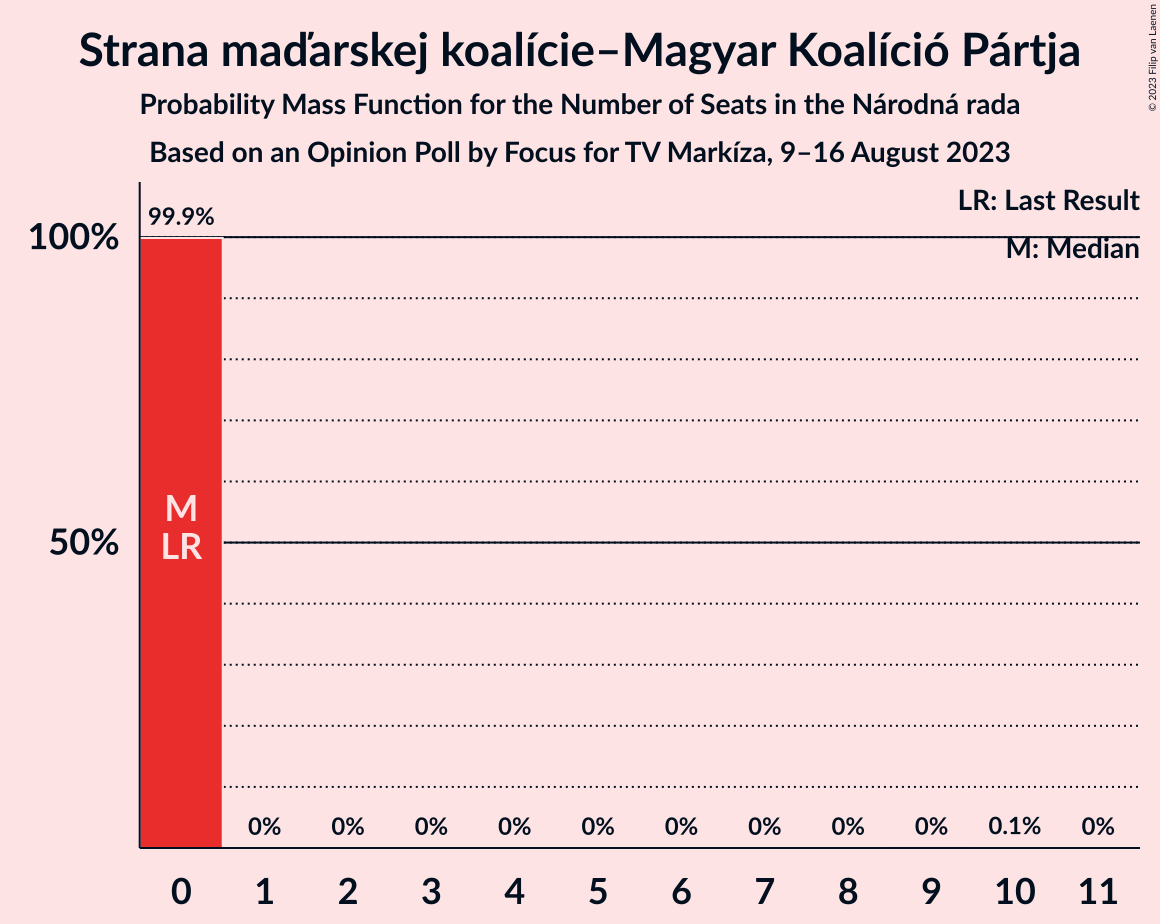 Strana maďarskej koalície–Magyar Koalíció Pártja
Probability Mass Function for the Number of Seats in the Národná rada
Based on an Opinion Poll by Focus for TV Markíza, 9–16 August 2023
© 2023 Filip van Laenen
LR: Last Result
M: Median
99.9%
100%
50%
M
LR
0% 0% 0% 0% 0% 0% 0% 0% 0% 0.1% 0%
0 1 2 3 4 5 6 7 8 9 10 11